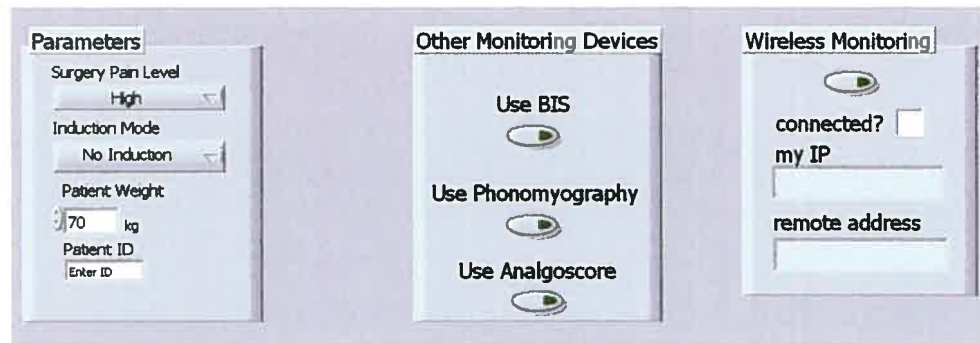 Parameters
Surgery Pain Level
High
Induction Mode
No Induction
Patient Weight
70 kg
Patient ID
Enter ID
Other Monitoring Devices
Use BIS
Use Phonomyography
Use Analgoscore
Wireless Monitoring
connected?
my IP
remote address